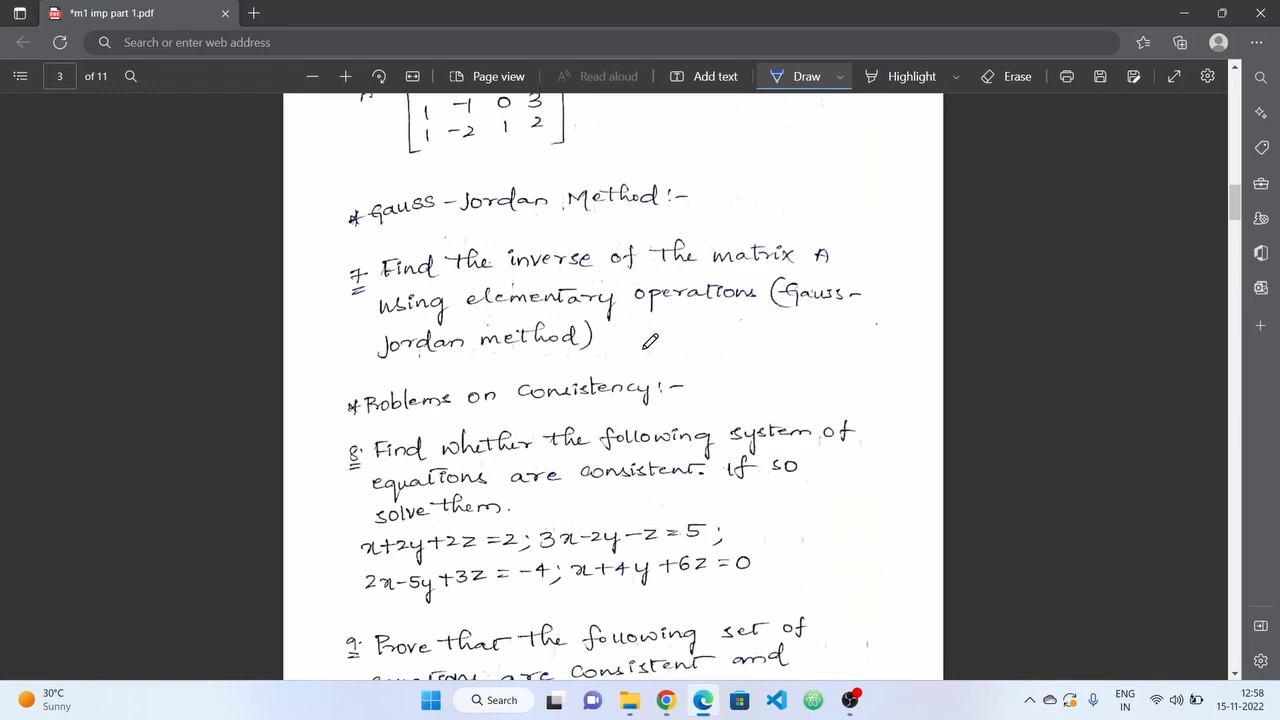 *m1 imp part 1.pdf
Search or enter web address
3 of 11 Page view Read aloud Add text Draw Highlight Erase
1 -1 0 3
1 -2 1 2
* Gauss-Jordan Method:-
7 Find the inverse of the matrix A
using elementary operations (Gauss-
Jordan method)
* Problems on Consistency:-
8. Find whether the following system of
equations are consistent. If so
solve them.
x+2y+2z=2; 3x-2y-z=5;
2x-5y+3z=-4; x+4y+6z=0
9. Prove that the following set of
equations are consistent and
30°C
Sunny
Search
ENG
IN
12:58
15-11-2022